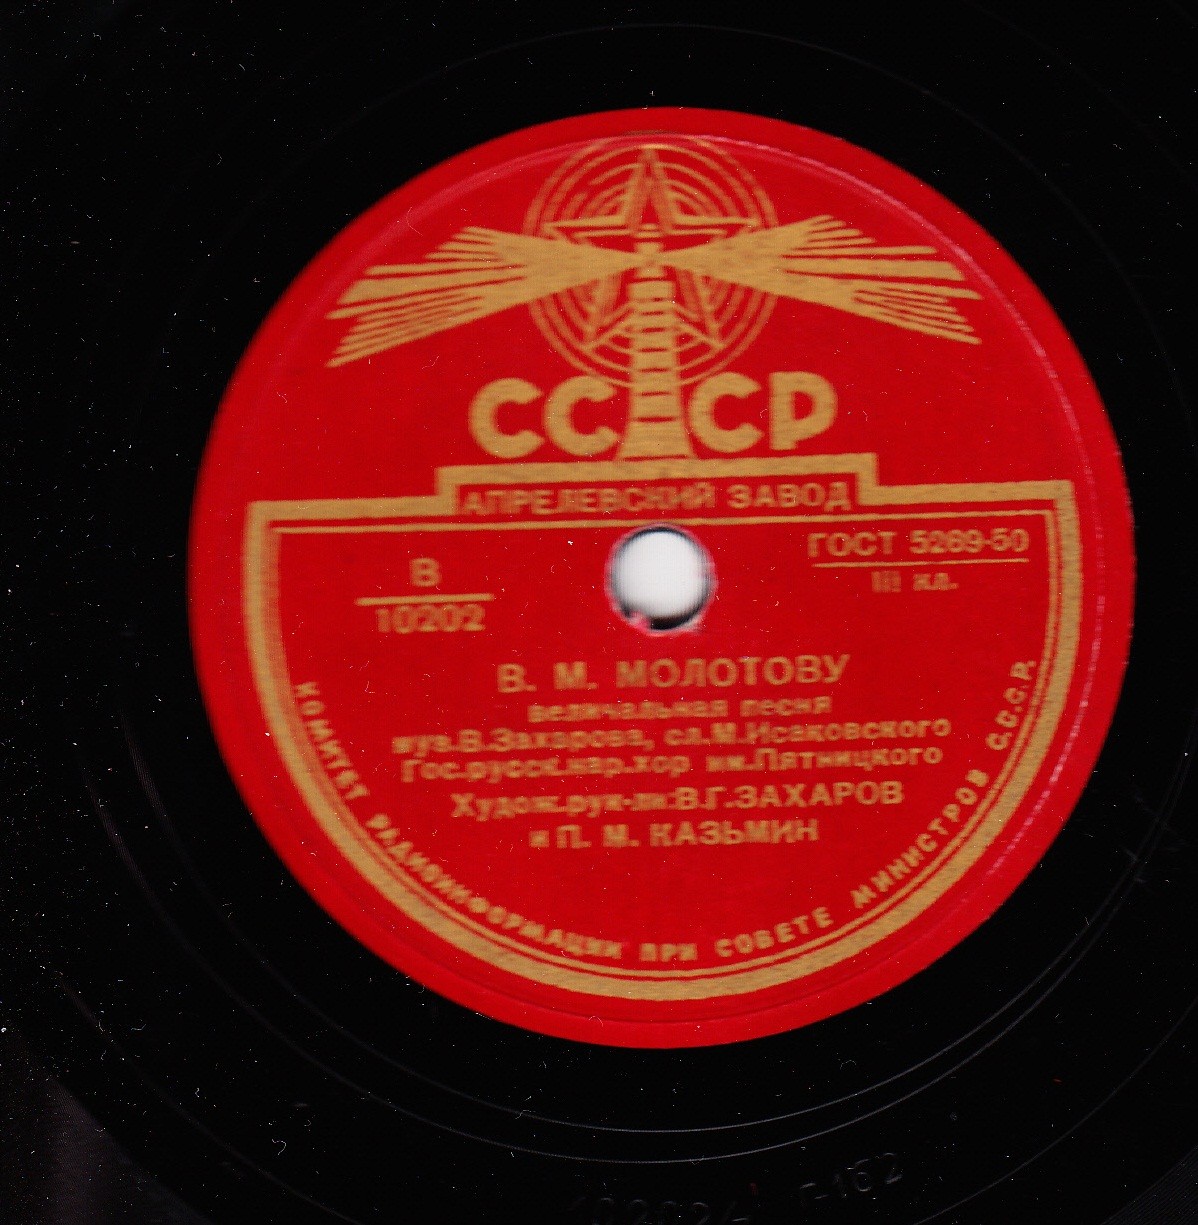 СССР
АПРЕЛЕВСКИЙ ЗАВОД
В
10202
ГОСТ 5289-50
III кл.
В. М. МОЛОТОВУ
величальная песня
муз.В.Захарова, сл.М.Исаковского
Гос.русск.нар.хор им.Пятницкого
Худож.рук-ли:В.Г.ЗАХАРОВ
и П. М. КАЗЬМИН
КОМИТЕТ РАДИОИНФОРМАЦИИ ПРИ СОВЕТЕ МИНИСТРОВ С.С.С.Р.